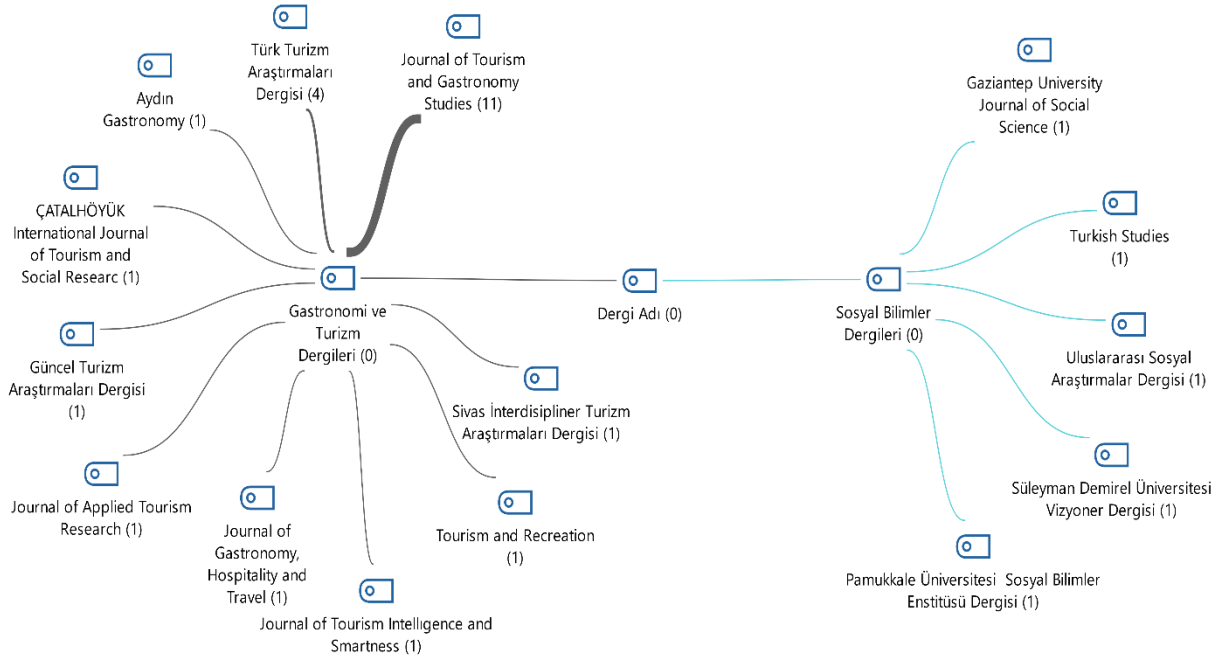 Türk Turizm
Araştırmaları
Dergisi (4)
Journal of Tourism
and Gastronomy
Studies (11)
Aydın
Gastronomy (1)
ÇATALHÖYÜK
International Journal
of Tourism and
Social Researc (1)
Güncel Turizm
Araştırmaları Dergisi
(1)
Journal of Applied Tourism
Research (1)
Journal of
Gastronomy,
Hospitality and
Travel (1)
Journal of Tourism Intelligence and
Smartness (1)
Tourism and Recreation
(1)
Sivas İnterdisipliner Turizm
Araştırmaları Dergisi (1)
Gastronomi ve
Turizm
Dergileri (0)
Dergi Adı (0)
Sosyal Bilimler
Dergileri (0)
Gaziantep University
Journal of Social
Science (1)
Turkish Studies
(1)
Uluslararası Sosyal
Araştırmalar Dergisi (1)
Süleyman Demirel Üniversitesi
Vizyoner Dergisi (1)
Pamukkale Üniversitesi Sosyal Bilimler
Enstitüsü Dergisi (1)